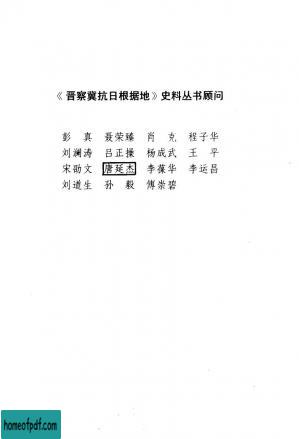 《晋察冀抗日根据地》史料丛书顾问
彭真 聂荣臻 肖克 程子华
刘澜涛 吕正操 杨成武 王平
宋劭文 唐延杰 李葆华 李运昌
刘道生 孙毅 傅崇碧
homeofpdf.com